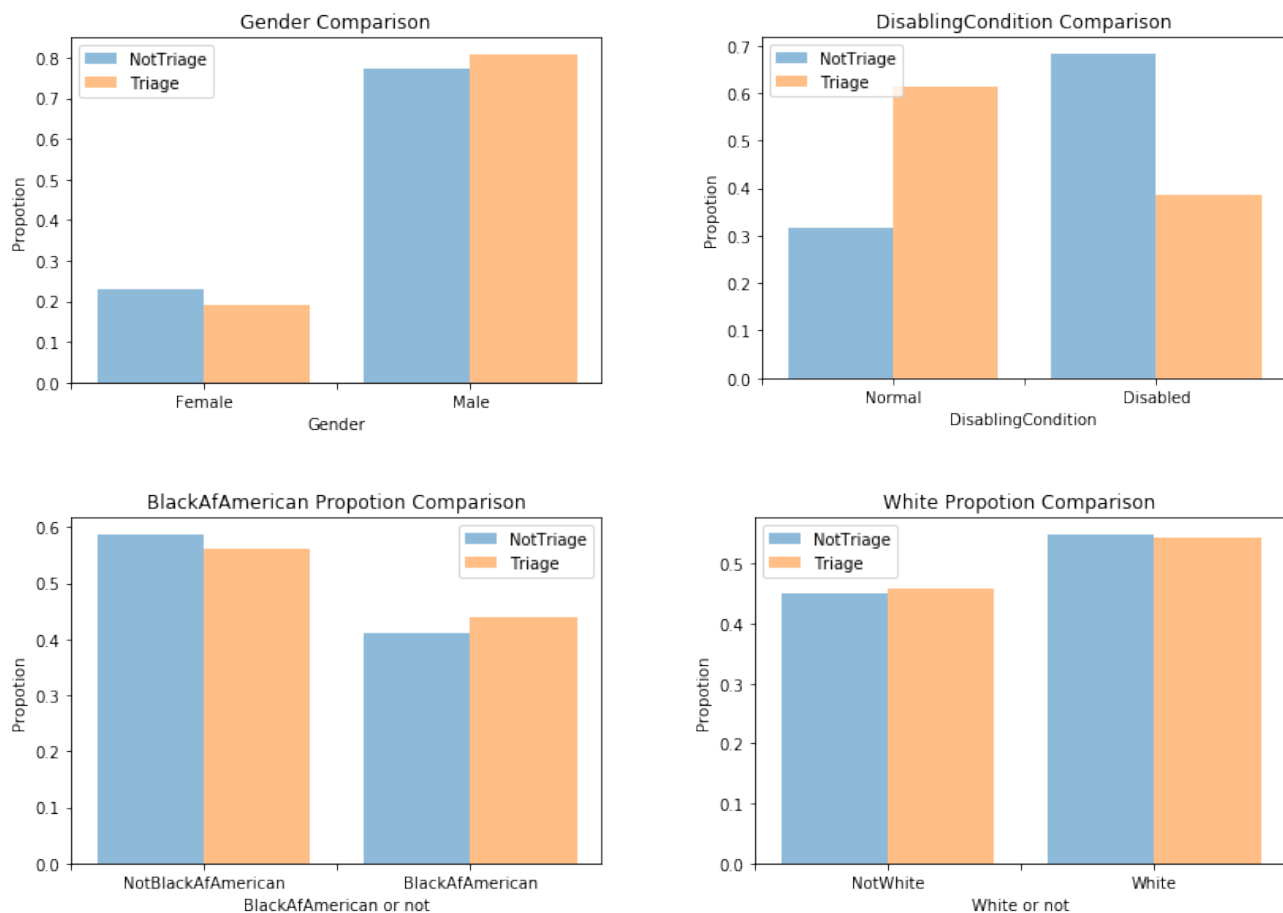 Gender Comparison
NotTriage
Triage
0.8
0.7
0.6
0.5
0.4
0.3
0.2
0.1
0.0
Propotion
Female
Male
Gender
DisablingCondition Comparison
NotTriage
Triage
0.7
0.6
0.5
0.4
0.3
0.2
0.1
0.0
Propotion
Normal
Disabled
DisablingCondition
BlackAfAmerican Propotion Comparison
NotTriage
Triage
0.6
0.5
0.4
0.3
0.2
0.1
0.0
Propotion
NotBlackAfAmerican
BlackAfAmerican
BlackAfAmerican or not
White Propotion Comparison
NotTriage
Triage
0.5
0.4
0.3
0.2
0.1
0.0
Propotion
NotWhite
White
White or not